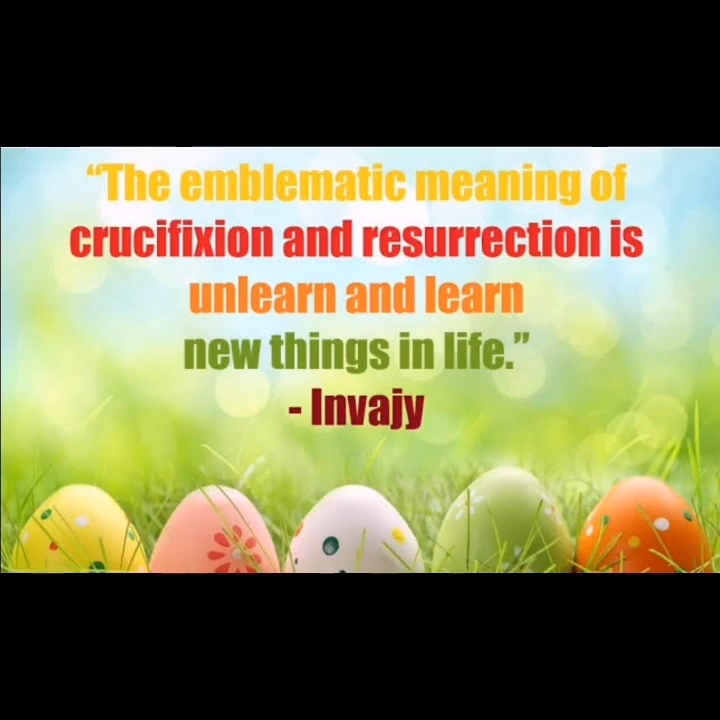 “The emblematic meaning of
crucifixion and resurrection is
unlearn and learn
new things in life.”
- Invajy